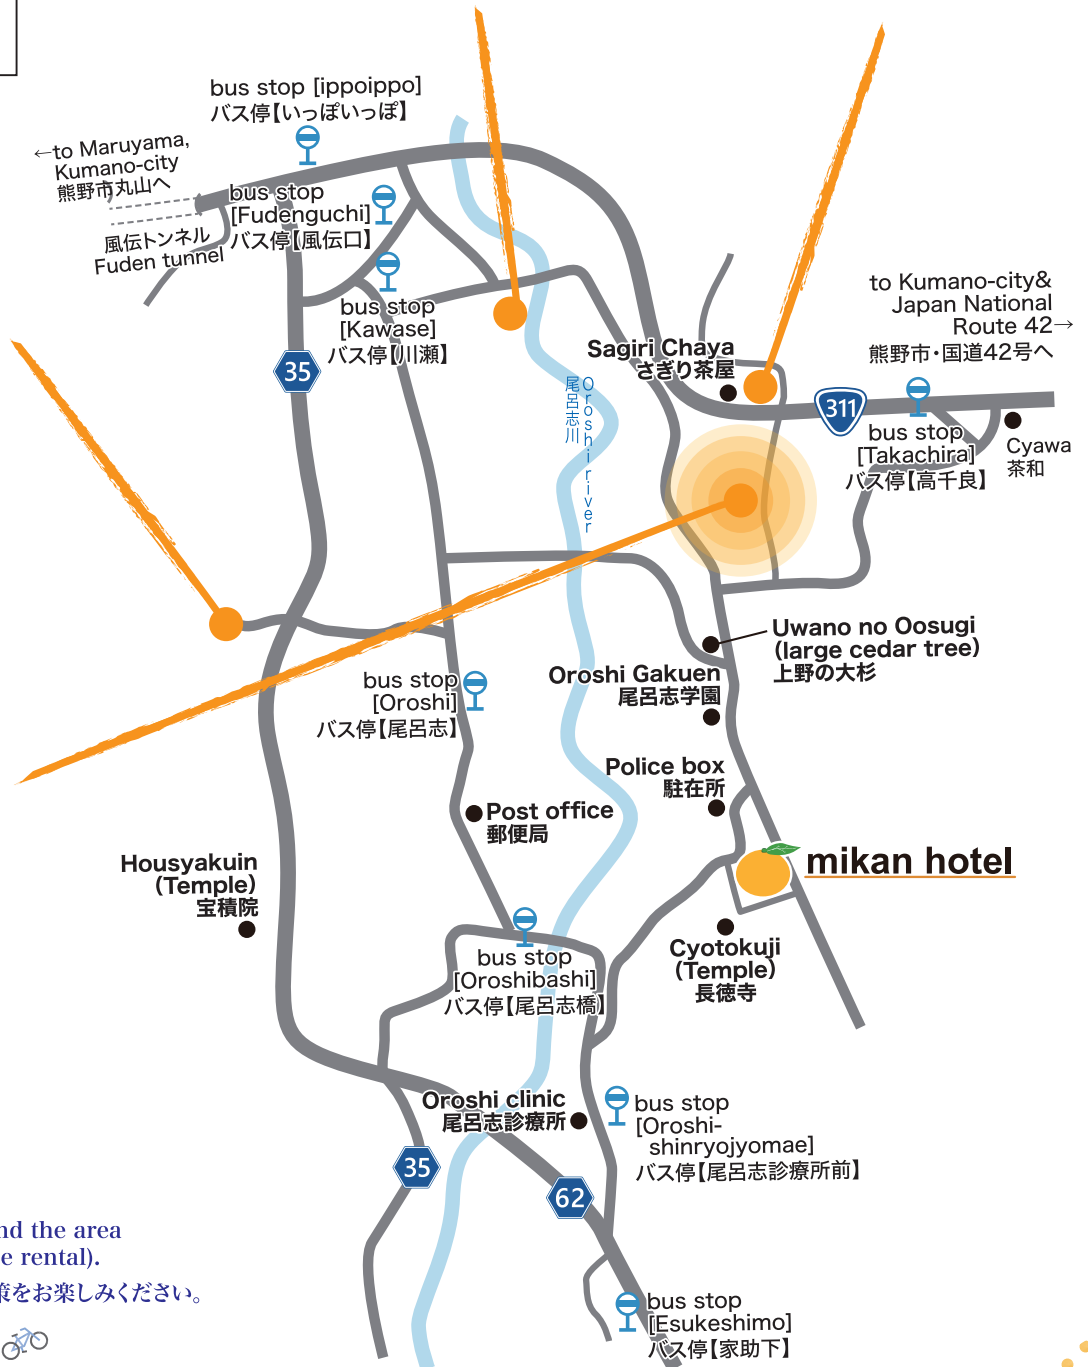 bus stop [ippoippo]
バス停【いっぽいっぽ】
←to Maruyama,
Kumano-city
熊野市丸山へ
bus stop
[Fudenguchi]
バス停【風伝口】
風伝トンネル
Fuden tunnel
bus stop
[Kawase]
バス停【川瀬】
35
to Kumano-city&
Japan National
Route 42→
熊野市・国道42号へ
Sagiri Chaya
さぎり茶屋
311
bus stop
[Takachira]
バス停【高千良】
Cyawa
茶和
Oroshi river
尾呂志川
Uwano no Oosugi
(large cedar tree)
上野の大杉
Oroshi Gakuen
尾呂志学園
bus stop
[Oroshi]
バス停【尾呂志】
Police box
駐在所
Post office
郵便局
mikan hotel
Housyakuin
(Temple)
宝積院
Cyotokuji
(Temple)
長徳寺
bus stop
[Oroshibashi]
バス停【尾呂志橋】
Oroshi clinic
尾呂志診療所
bus stop
[Oroshi-
shinryojyomae]
バス停【尾呂志診療所前】
35
62
nd the area
e rental).
策をお楽しみください。
bus stop
[Esukeshimo]
バス停【家助下】